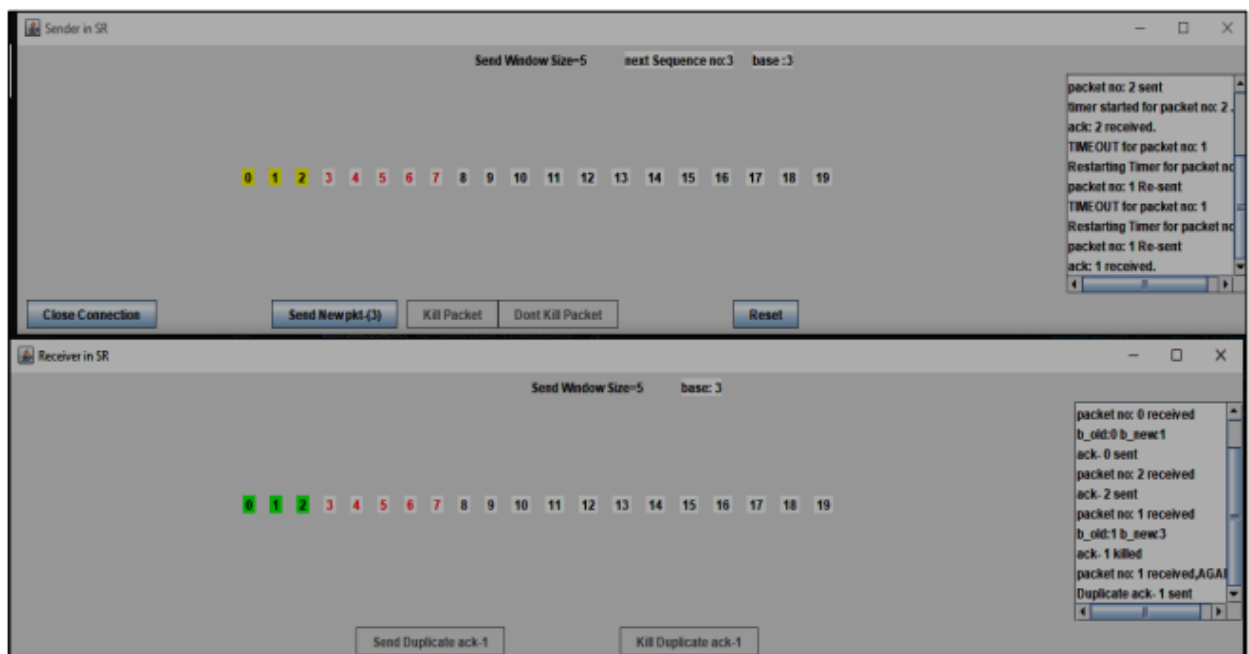 Sender in SR
Send Window Size=5 next Sequence no:3 base :3
packet no: 2 sent
timer started for packet no: 2 .
ack: 2 received.
TIMEOUT for packet no: 1
Restarting Timer for packet no
packet no: 1 Re-sent
TIMEOUT for packet no: 1
Restarting Timer for packet no
packet no: 1 Re-sent
ack: 1 received.
0 1 2 3 4 5 6 7 8 9 10 11 12 13 14 15 16 17 18 19
Close Connection Send New pkt-(3) Kill Packet Dont Kill Packet Reset
Receiver in SR
Send Window Size=5 base: 3
packet no: 0 received
b_old:0 b_new:1
ack- 0 sent
packet no: 2 received
ack- 2 sent
packet no: 1 received
b_old:1 b_new:3
ack- 1 killed
packet no: 1 received,AGAI
Duplicate ack- 1 sent
0 1 2 3 4 5 6 7 8 9 10 11 12 13 14 15 16 17 18 19
Send Duplicate ack-1 Kill Duplicate ack-1